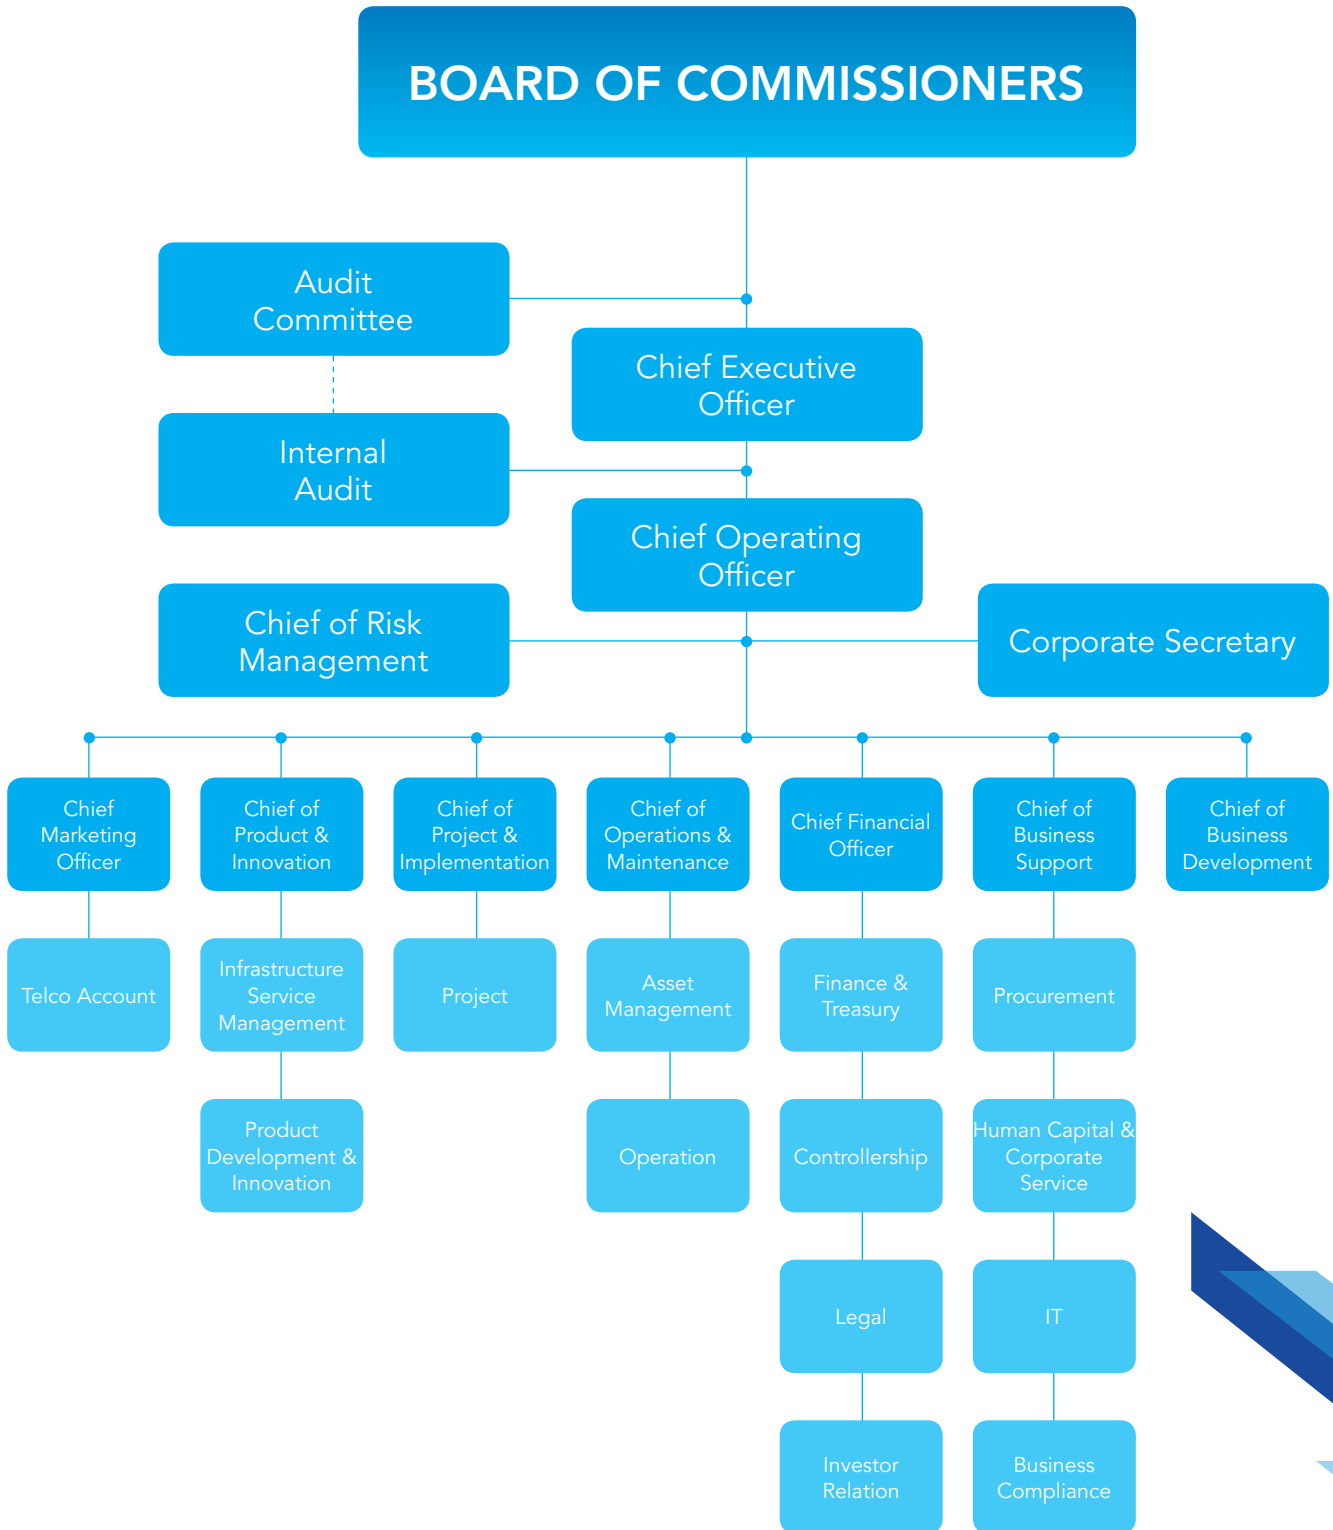 BOARD OF COMMISSIONERS
Audit
Committee
Chief Executive
Officer
Internal
Audit
Chief Operating
Officer
Chief of Risk
Management
Corporate Secretary
Chief
Marketing
Officer
Chief of
Product &
Innovation
Chief of
Project &
Implementation
Chief of
Operations &
Maintenance
Chief Financial
Officer
Chief of
Business
Support
Chief of
Business
Development
Telco Account
Infrastructure
Service
Management
Project
Asset
Management
Finance &
Treasury
Procurement
Product
Development &
Innovation
Operation
Controllership
Human Capital &
Corporate
Service
Legal
IT
Investor
Relation
Business
Compliance